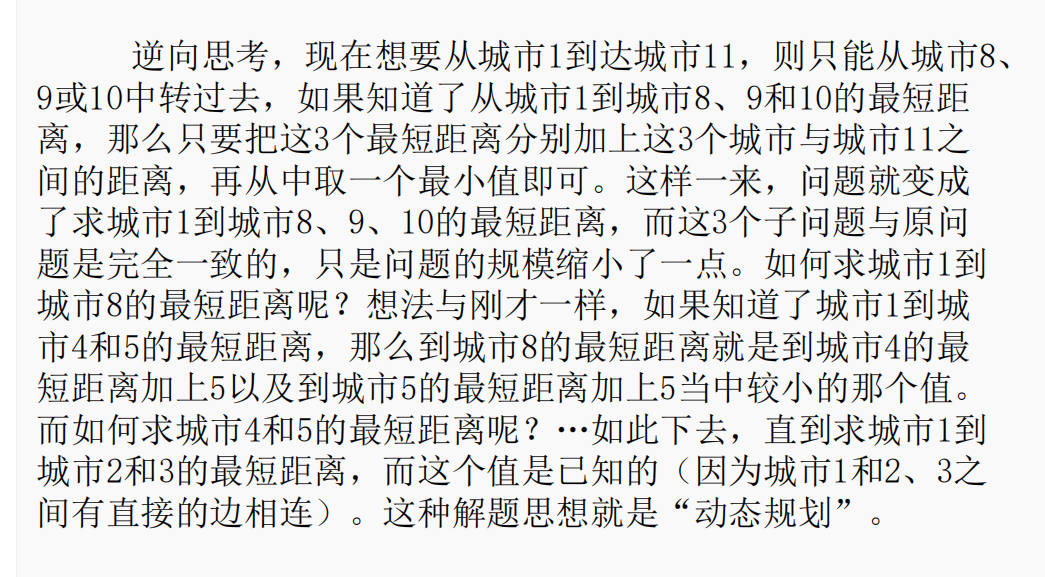 逆向思考，现在想要从城市1到达城市11，则只能从城市8、
9或10中转过去，如果知道了从城市1到城市8、9和10的最短距
离，那么只要把这3个最短距离分别加上这3个城市与城市11之
间的距离，再从中取一个最小值即可。这样一来，问题就变成
了求城市1到城市8、9、10的最短距离，而这3个子问题与原问
题是完全一致的，只是问题的规模缩小了一点。如何求城市1到
城市8的最短距离呢？想法与刚才一样，如果知道了城市1到城
市4和5的最短距离，那么到城市8的最短距离就是到城市4的最
短距离加上5以及到城市5的最短距离加上5当中较小的那个值。
而如何求城市4和5的最短距离呢？…如此下去，直到求城市1到
城市2和3的最短距离，而这个值是已知的（因为城市1和2、3之
间有直接的边相连）。这种解题思想就是“动态规划”。